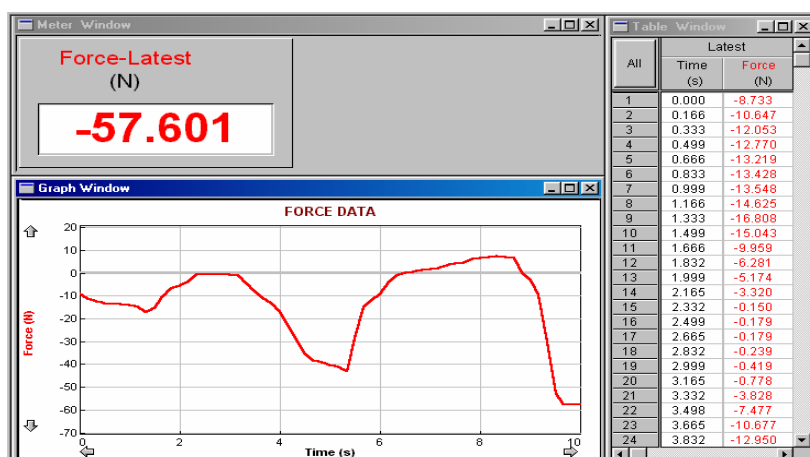 Meter Window
Force-Latest
(N)
-57.601
Graph Window
FORCE DATA
20
10
0
-10
-20
-30
-40
-50
-60
-70
Force (N)
0 2 4 6 8 10
Time (s)
Table Window
All
Latest
Time Force
(s) (N)
1 0.000 -8.733
2 0.166 -10.647
3 0.333 -12.053
4 0.499 -12.770
5 0.666 -13.219
6 0.833 -13.428
7 0.999 -13.548
8 1.166 -14.625
9 1.333 -16.808
10 1.499 -15.043
11 1.666 -9.959
12 1.832 -6.281
13 1.999 -5.174
14 2.165 -3.320
15 2.332 -0.150
16 2.499 -0.179
17 2.665 -0.179
18 2.832 -0.239
19 2.999 -0.419
20 3.165 -0.778
21 3.332 -3.828
22 3.498 -7.477
23 3.665 -10.677
24 3.832 -12.950